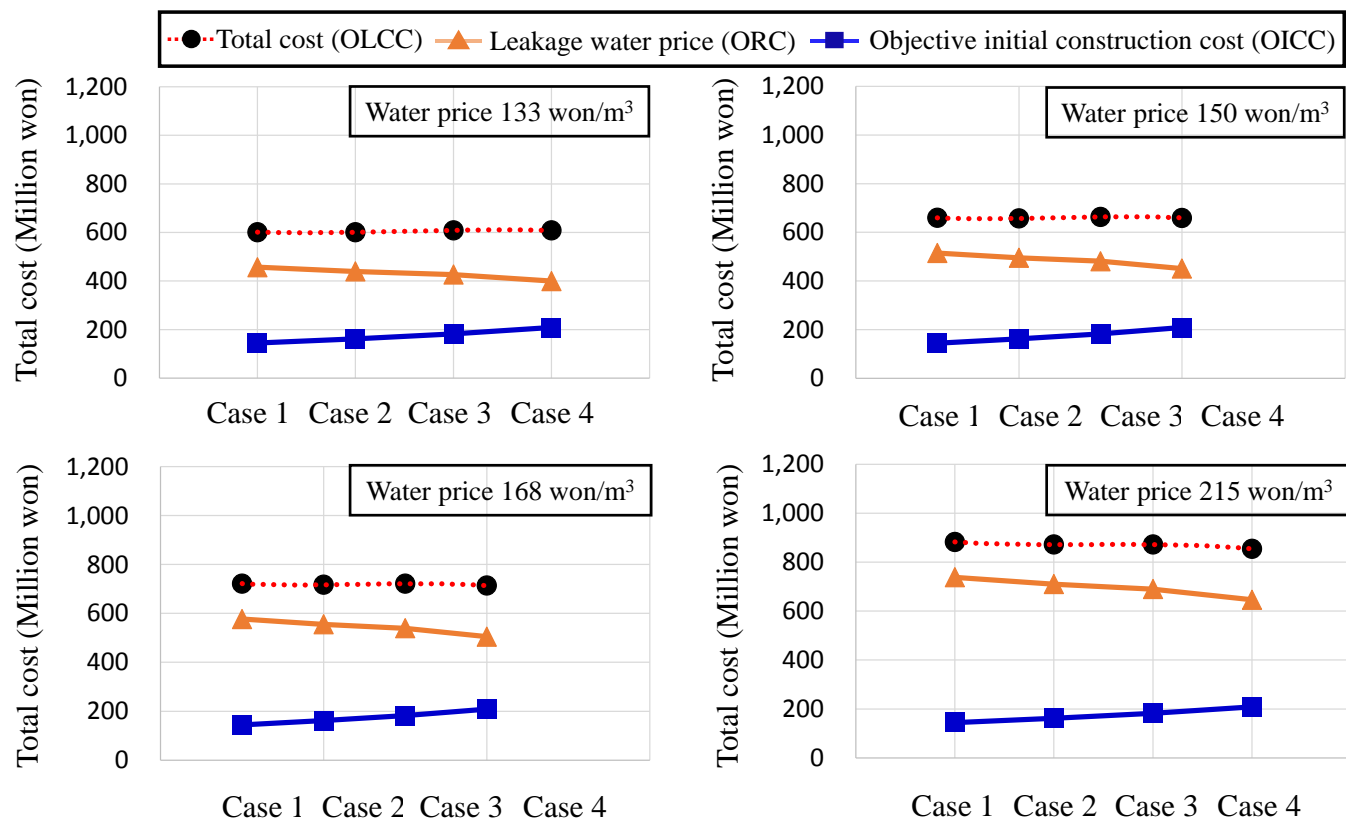 Total cost (OLCC) Leakage water price (ORC) Objective initial construction cost (OICC)
Total cost (Million won)
1,200
1,000
800
600
400
200
0
Water price 133 won/m³
Case 1 Case 2 Case 3 Case 4
Total cost (Million won)
1,200
1,000
800
600
400
200
0
Water price 150 won/m³
Case 1 Case 2 Case 3 Case 4
Total cost (Million won)
1,200
1,000
800
600
400
200
0
Water price 168 won/m³
Case 1 Case 2 Case 3 Case 4
Total cost (Million won)
1,200
1,000
800
600
400
200
0
Water price 215 won/m³
Case 1 Case 2 Case 3 Case 4